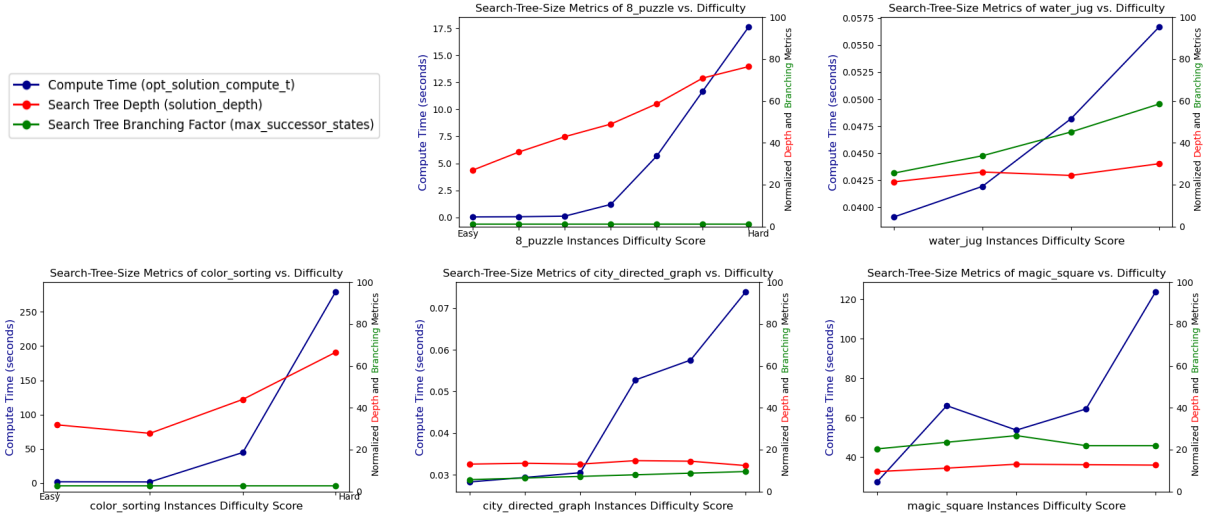 Compute Time (opt_solution_compute_t)
Search Tree Depth (solution_depth)
Search Tree Branching Factor (max_successor_states)
Search-Tree-Size Metrics of 8_puzzle vs. Difficulty
Compute Time (seconds)
17.5
15.0
12.5
10.0
7.5
5.0
2.5
0.0
100
80
60
40
20
0
Normalized Depth and Branching Metrics
Easy
Hard
8_puzzle Instances Difficulty Score
Search-Tree-Size Metrics of water_jug vs. Difficulty
Compute Time (seconds)
0.0575
0.0550
0.0525
0.0500
0.0475
0.0450
0.0425
0.0400
100
80
60
40
20
0
Normalized Depth and Branching Metrics
water_jug Instances Difficulty Score
Search-Tree-Size Metrics of color_sorting vs. Difficulty
Compute Time (seconds)
250
200
150
100
50
0
100
80
60
40
20
0
Normalized Depth and Branching Metrics
Easy
Hard
color_sorting Instances Difficulty Score
Search-Tree-Size Metrics of city_directed_graph vs. Difficulty
Compute Time (seconds)
0.07
0.06
0.05
0.04
0.03
100
80
60
40
20
0
Normalized Depth and Branching Metrics
city_directed_graph Instances Difficulty Score
Search-Tree-Size Metrics of magic_square vs. Difficulty
Compute Time (seconds)
120
100
80
60
40
100
80
60
40
20
0
Normalized Depth and Branching Metrics
magic_square Instances Difficulty Score